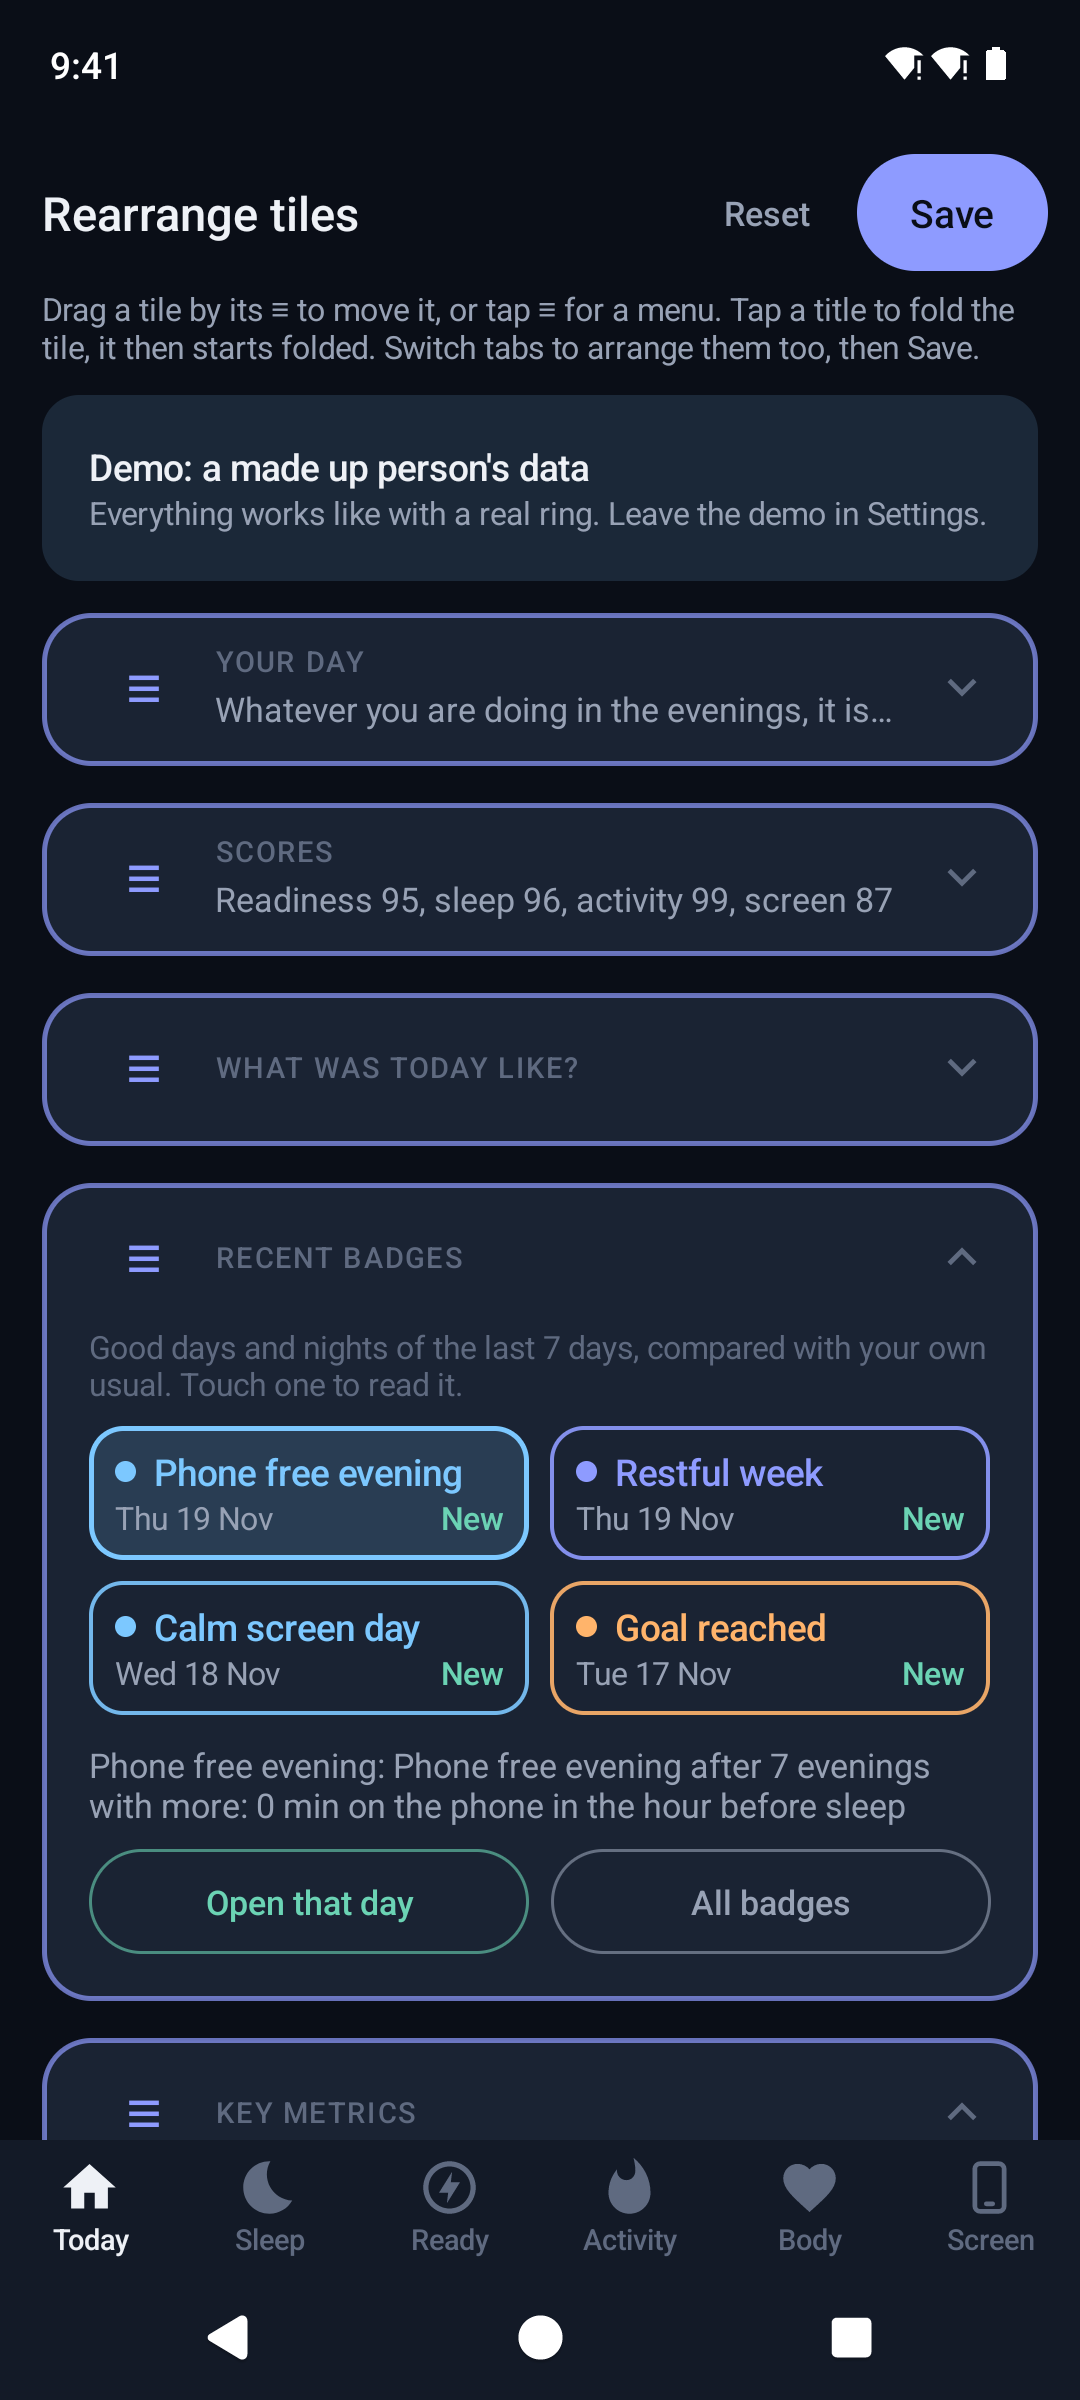 9:41
Rearrange tiles
Reset
Save
Drag a tile by its ≡ to move it, or tap ≡ for a menu. Tap a title to fold the
tile, it then starts folded. Switch tabs to arrange them too, then Save.
Demo: a made up person's data
Everything works like with a real ring. Leave the demo in Settings.
YOUR DAY
Whatever you are doing in the evenings, it is…
SCORES
Readiness 95, sleep 96, activity 99, screen 87
WHAT WAS TODAY LIKE?
RECENT BADGES
Good days and nights of the last 7 days, compared with your own
usual. Touch one to read it.
Phone free evening
Thu 19 Nov New
Restful week
Thu 19 Nov New
Calm screen day
Wed 18 Nov New
Goal reached
Tue 17 Nov New
Phone free evening: Phone free evening after 7 evenings
with more: 0 min on the phone in the hour before sleep
Open that day
All badges
KEY METRICS
Today
Sleep
Ready
Activity
Body
Screen